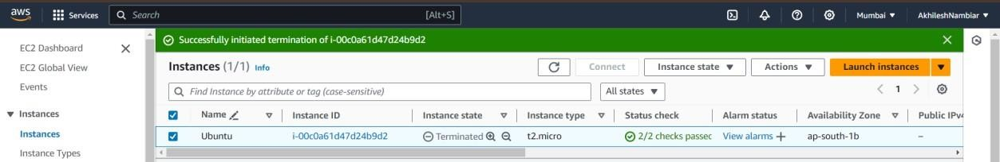 aws Services Search [Alt+S] Mumbai AkhileshNambiar
EC2 Dashboard
EC2 Global View
Events
Instances
Instances
Instance Types
Successfully initiated termination of i-00c0a61d47d24b9d2
Instances (1/1) Info Connect Instance state Actions Launch instances
Find Instance by attribute or tag (case-sensitive) All states 1
Name Instance ID Instance state Instance type Status check Alarm status Availability Zone Public IPv4
Ubuntu i-00c0a61d47d24b9d2 Terminated t2.micro 2/2 checks passed View alarms + ap-south-1b –